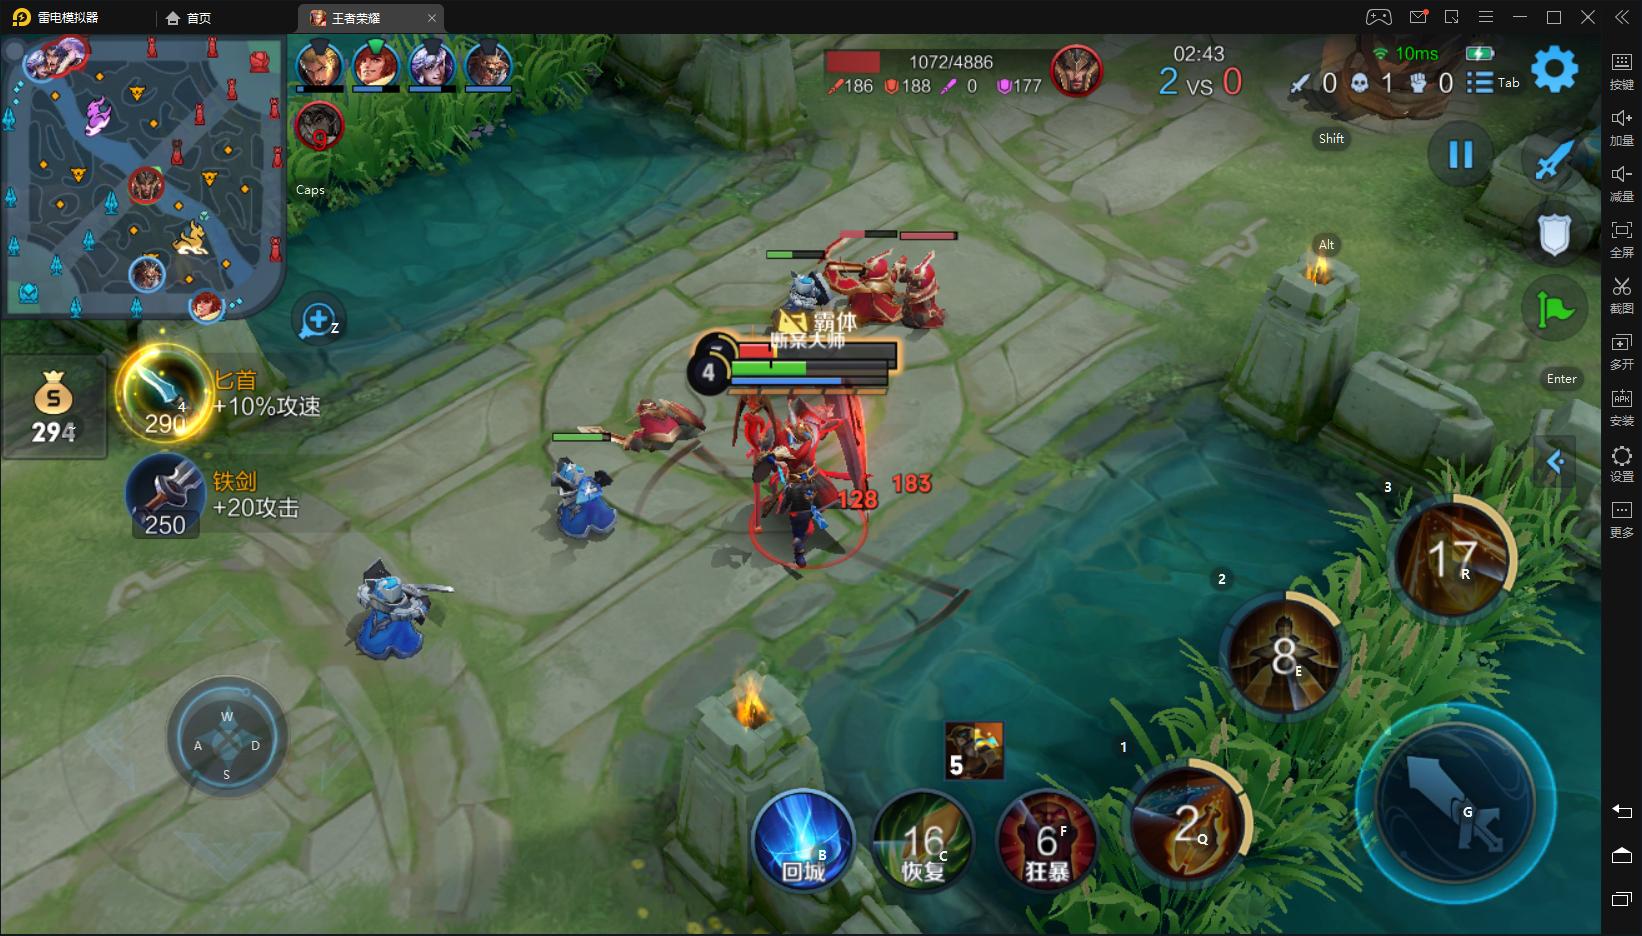 雷电模拟器
首页
王者荣耀
1072/4886
186
188
0
177
02:43
2 VS 0
0
1
0
Tab
10ms
Shift
9
Caps
Z
Alt
Enter
294
匕首
+10%攻速
4
290
铁剑
+20攻击
250
霸体
断案大师
4
128
183
W
A
D
S
5
B
回城
16
C
恢复
6
F
狂暴
1
2
Q
2
8
E
3
17
R
G
按键
加量
减量
全屏
截图
多开
APK
安装
设置
更多